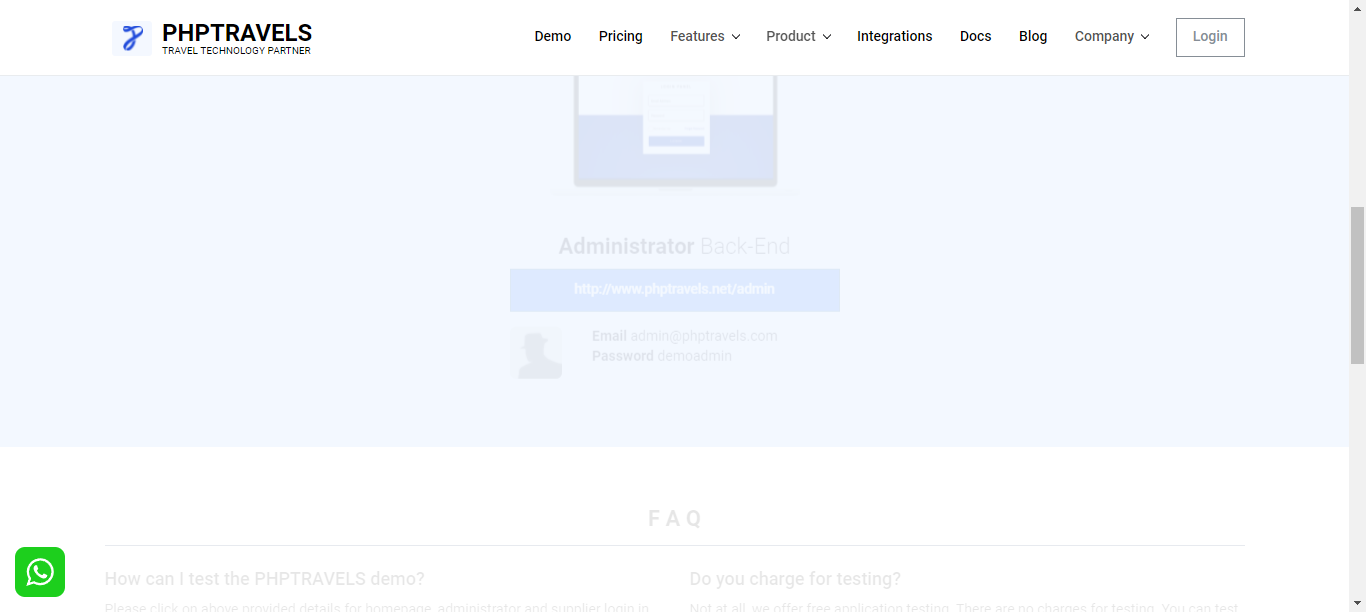 PHPTRAVELS
TRAVEL TECHNOLOGY PARTNER
Demo Pricing Features Product Integrations Docs Blog Company Login
Administrator Back-End
http://www.phptravels.net/admin
Email admin@phptravels.com
Password demoadmin
FAQ
How can I test the PHPTRAVELS demo?
Please click on above provided details for homepage, administrator and supplier login in
Do you charge for testing?
Not at all, we offer free application testing. There are no charges for testing. You can test